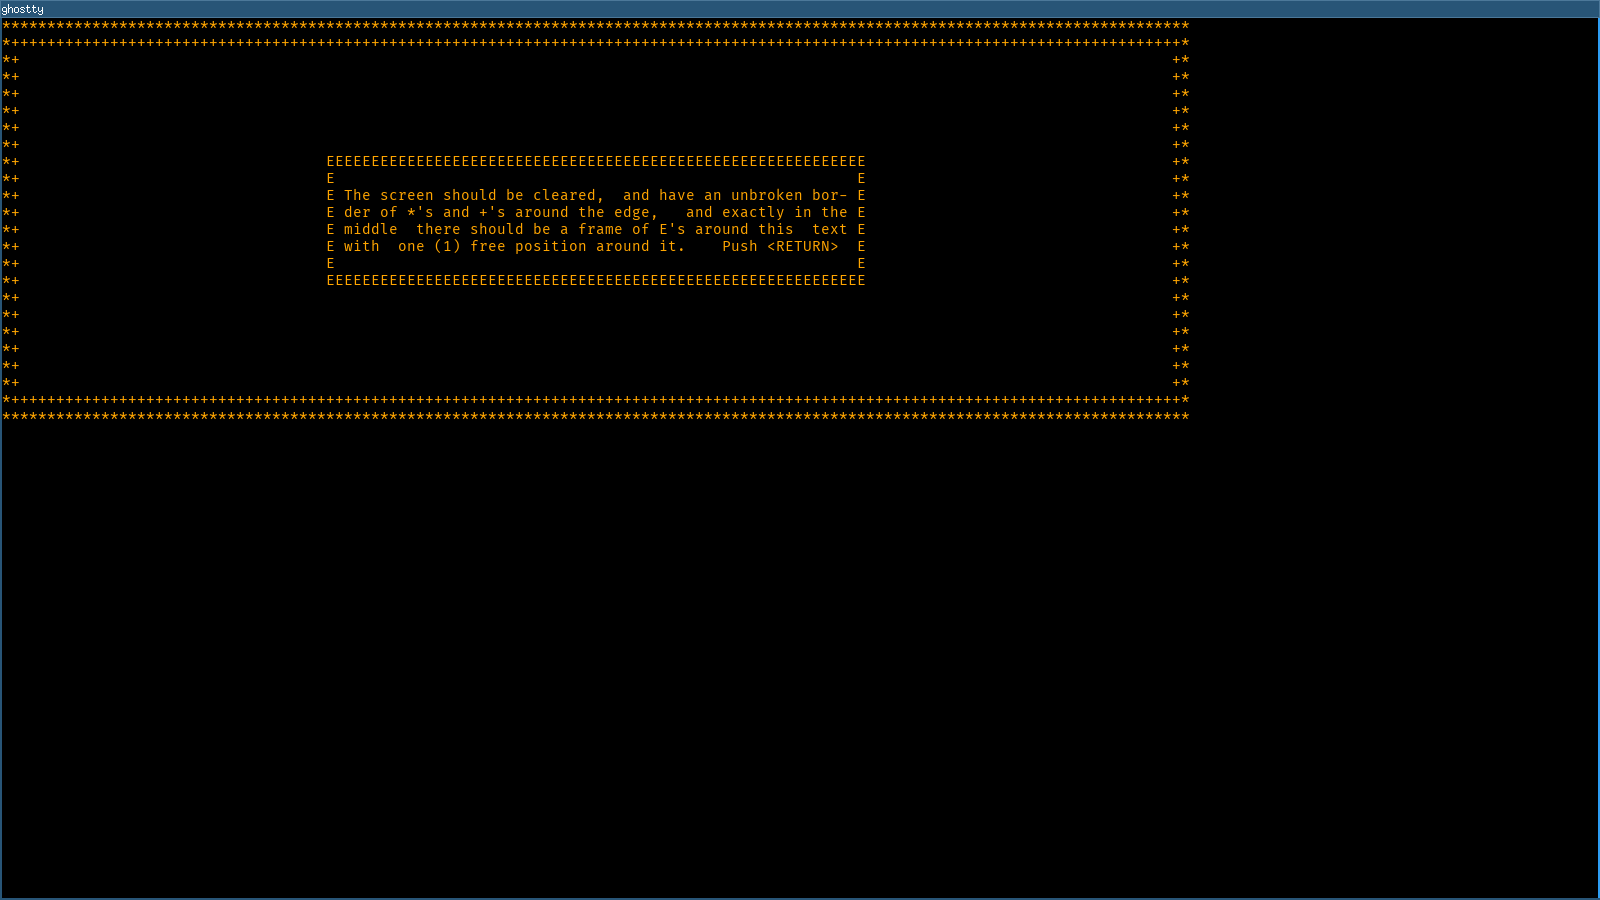 ghostty
************************************************************************************************************************************
*++++++++++++++++++++++++++++++++++++++++++++++++++++++++++++++++++++++++++++++++++++++++++++++++++++++++++++++++++++++++++++++++++*
*+ +*
*+ +*
*+ +*
*+ +*
*+ +*
*+ +*
*+ EEEEEEEEEEEEEEEEEEEEEEEEEEEEEEEEEEEEEEEEEEEEEEEEEEEEEEEEEEEE +*
*+ E E +*
*+ E The screen should be cleared,  and have an unbroken bor- E +*
*+ E der of *'s and +'s around the edge,   and exactly in the E +*
*+ E middle  there should be a frame of E's around this  text E +*
*+ E with  one (1) free position around it.    Push <RETURN>  E +*
*+ E E +*
*+ EEEEEEEEEEEEEEEEEEEEEEEEEEEEEEEEEEEEEEEEEEEEEEEEEEEEEEEEEEEE +*
*+ +*
*+ +*
*+ +*
*+ +*
*+ +*
*+ +*
*++++++++++++++++++++++++++++++++++++++++++++++++++++++++++++++++++++++++++++++++++++++++++++++++++++++++++++++++++++++++++++++++++*
************************************************************************************************************************************